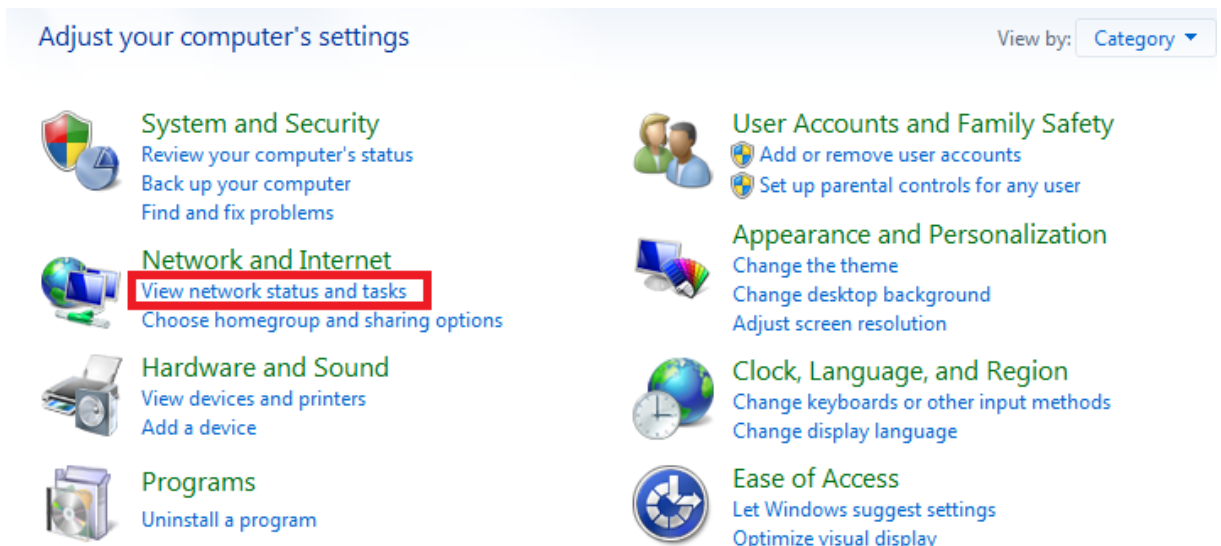 Adjust your computer's settings
View by: Category
System and Security
Review your computer's status
Back up your computer
Find and fix problems
Network and Internet
View network status and tasks
Choose homegroup and sharing options
Hardware and Sound
View devices and printers
Add a device
Programs
Uninstall a program
User Accounts and Family Safety
Add or remove user accounts
Set up parental controls for any user
Appearance and Personalization
Change the theme
Change desktop background
Adjust screen resolution
Clock, Language, and Region
Change keyboards or other input methods
Change display language
Ease of Access
Let Windows suggest settings
Optimize visual display